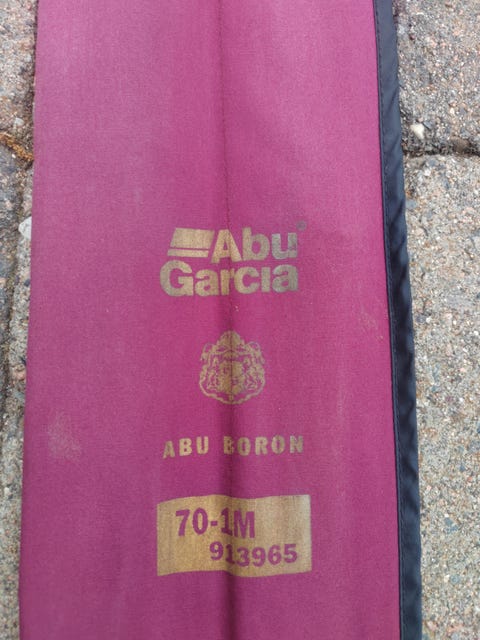 Abu
Garcia
ABU BORON
70-1M
913965